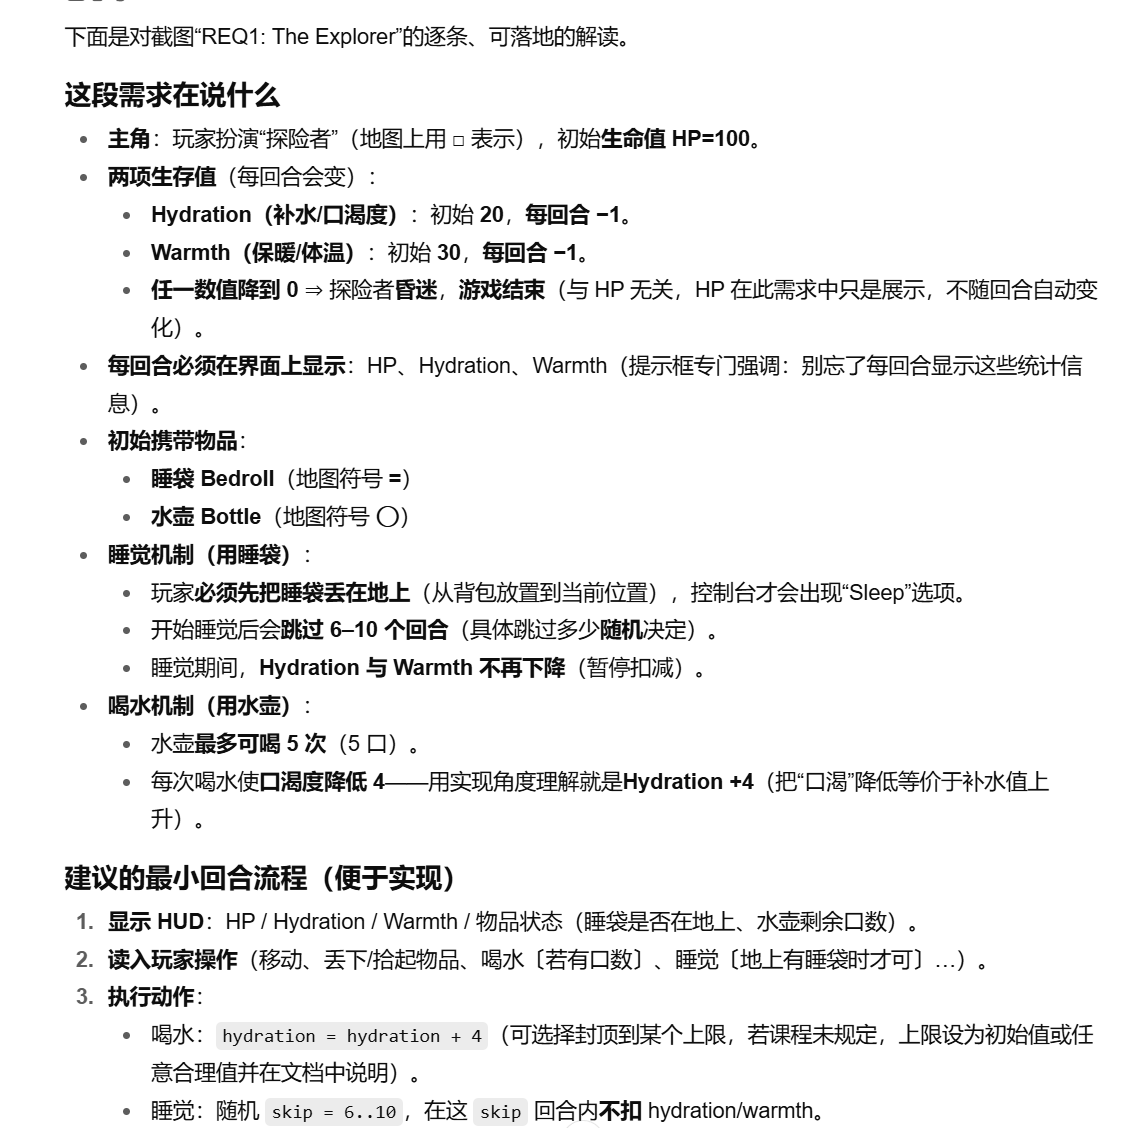 下面是对截图“REQ1: The Explorer”的逐条、可落地的解读。
这段需求在说什么
• 主角：玩家扮演“探险者”（地图上用 □ 表示），初始生命值 HP=100。
• 两项生存值（每回合会变）：
• Hydration（补水/口渴度）：初始 20，每回合 −1。
• Warmth（保暖/体温）：初始 30，每回合 −1。
• 任一数值降到 0 ⇒ 探险者昏迷，游戏结束（与 HP 无关，HP 在此需求中只是展示，不随回合自动变
化）。
• 每回合必须在界面上显示：HP、Hydration、Warmth（提示框专门强调：别忘了每回合显示这些统计信
息）。
• 初始携带物品：
• 睡袋 Bedroll（地图符号 =）
• 水壶 Bottle（地图符号 ◯）
• 睡觉机制（用睡袋）：
• 玩家必须先把睡袋丢在地上（从背包放置到当前位置），控制台才会出现“Sleep”选项。
• 开始睡觉后会跳过 6–10 个回合（具体跳过多少随机决定）。
• 睡觉期间，Hydration 与 Warmth 不再下降（暂停扣减）。
• 喝水机制（用水壶）：
• 水壶最多可喝 5 次（5 口）。
• 每次喝水使口渴度降低 4——用实现角度理解就是Hydration +4（把“口渴”降低等价于补水值上
升）。
建议的最小回合流程（便于实现）
1. 显示 HUD：HP / Hydration / Warmth / 物品状态（睡袋是否在地上、水壶剩余口数）。
2. 读入玩家操作（移动、丢下/拾起物品、喝水〔若有口数〕、睡觉〔地上有睡袋时才可〕…）。
3. 执行动作：
• 喝水：hydration = hydration + 4（可选择封顶到某个上限，若课程未规定，上限设为初始值或任
意合理值并在文档中说明）。
• 睡觉：随机 skip = 6..10，在这 skip 回合内不扣 hydration/warmth。